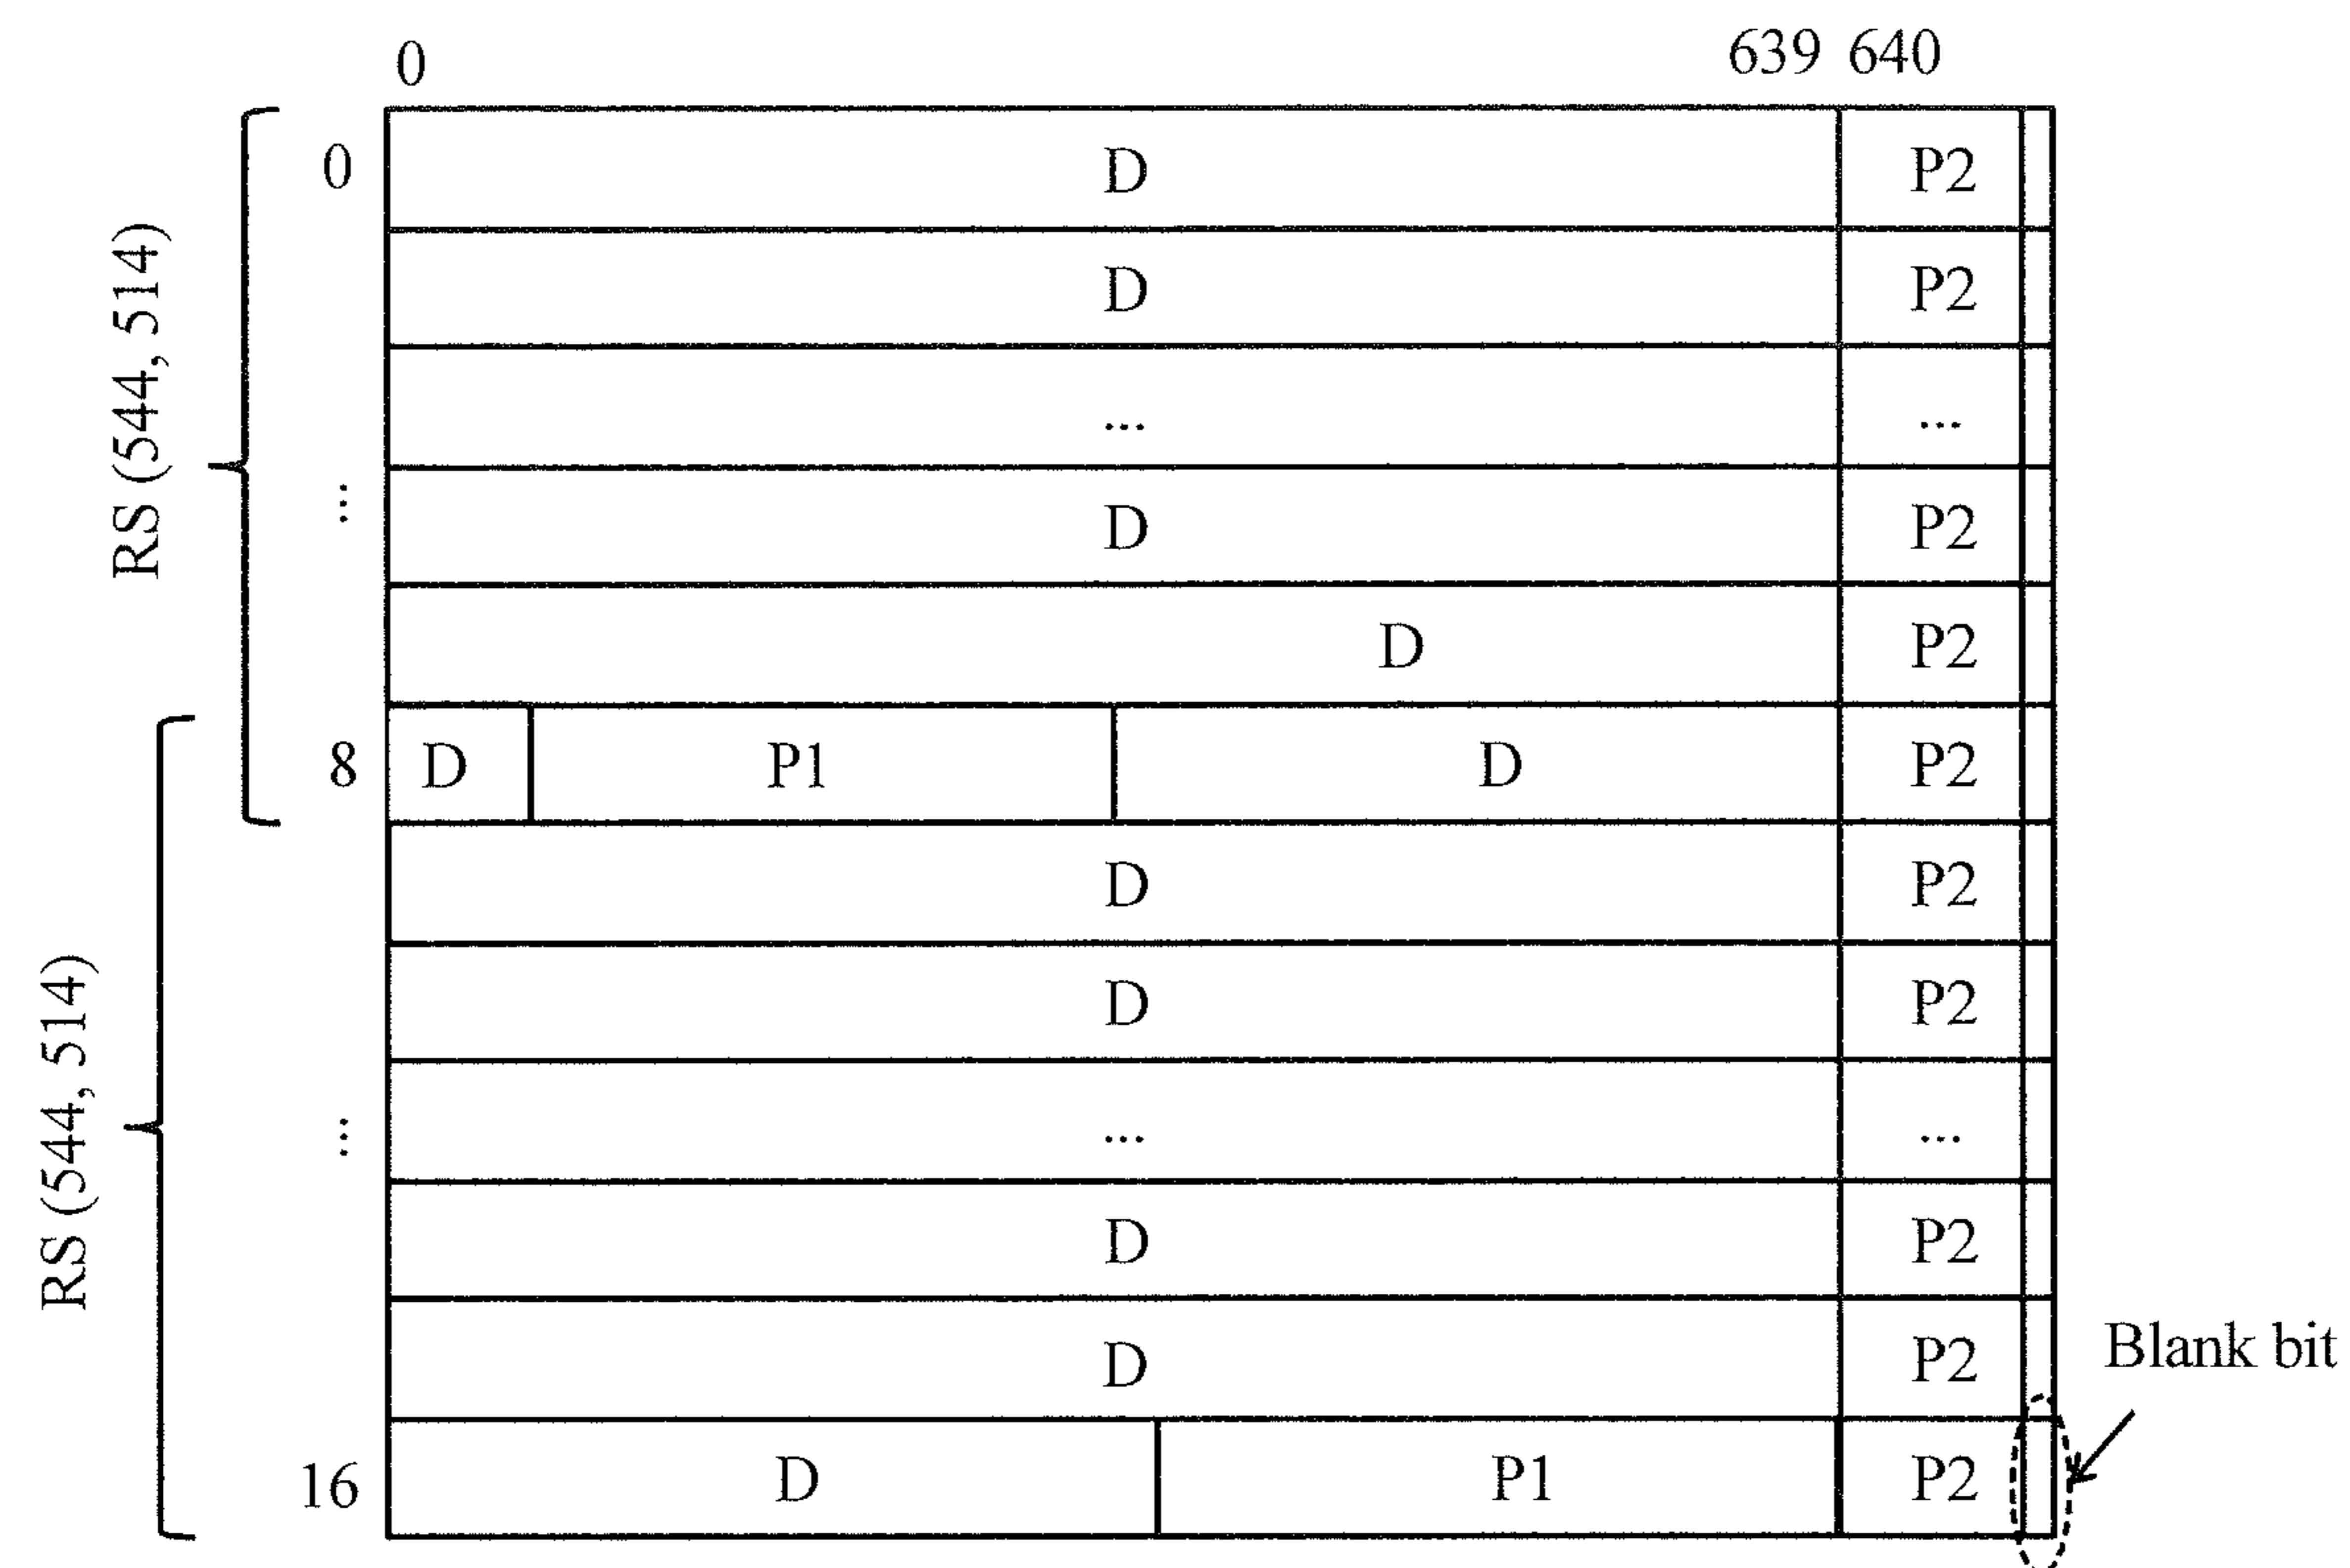 0 639 640
RS (544, 514)
0 D P2
D P2
... ...
... D P2
D P2
8 D P1 D P2
RS (544, 514)
D P2
D P2
... ... ...
D P2
D P2
Blank bit
16 D P1 P2